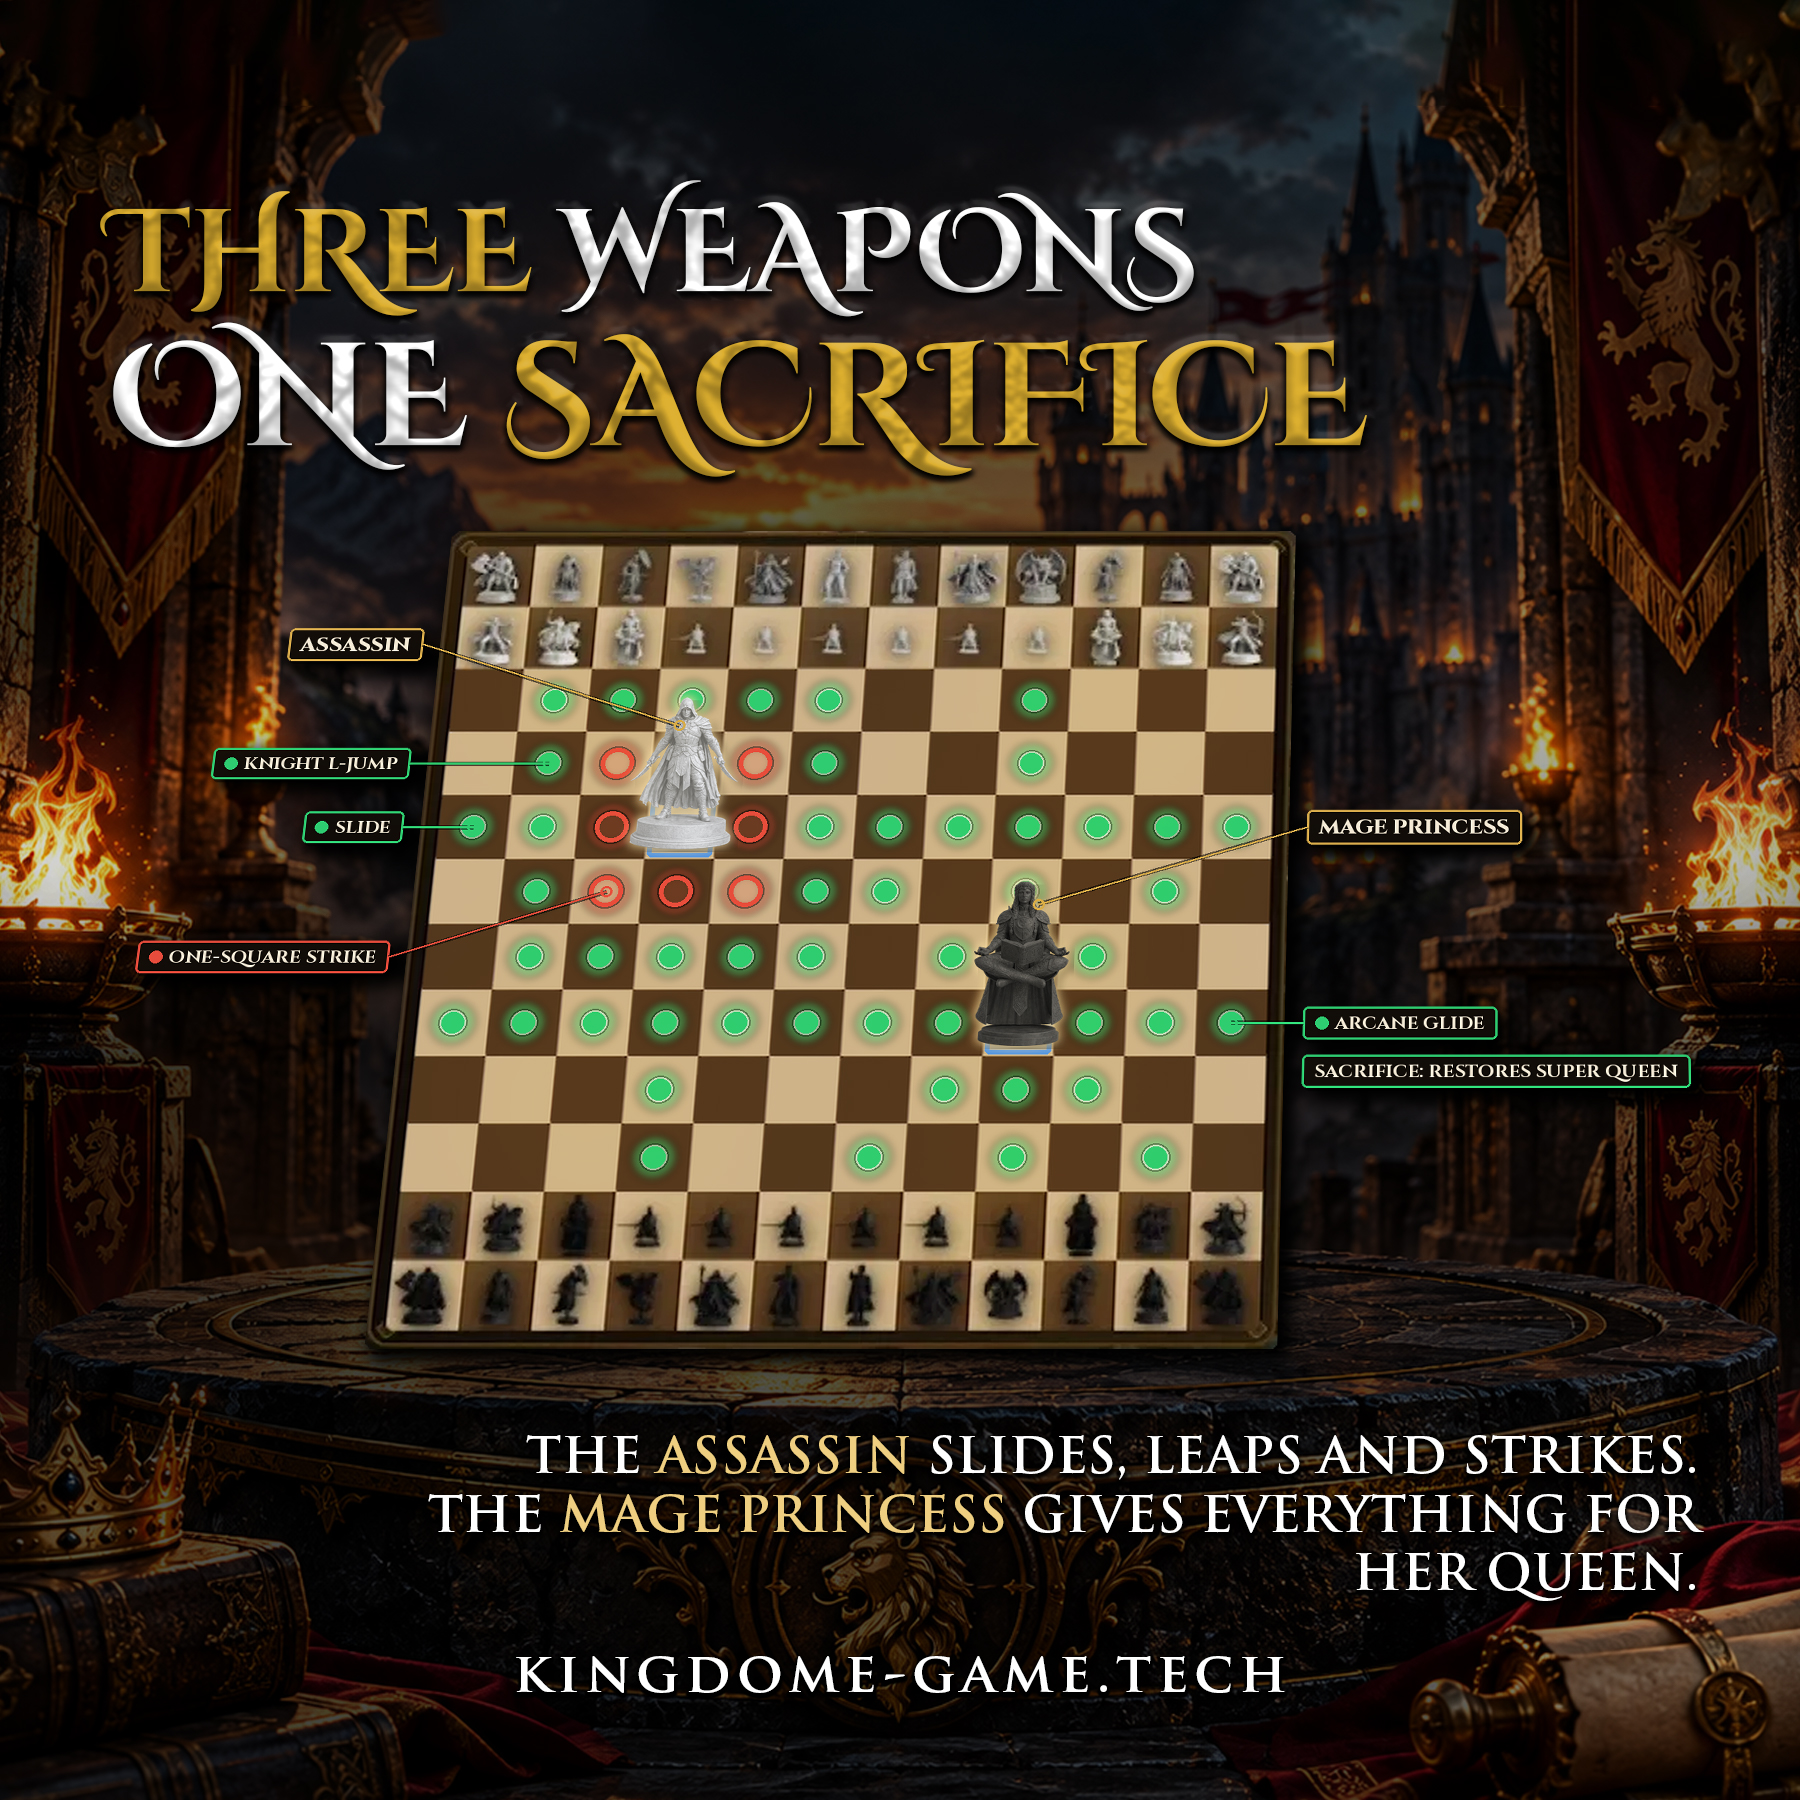 THREE WEAPONS
ONE SACRIFICE
ASSASSIN
KNIGHT L-JUMP
SLIDE
MAGE PRINCESS
ONE-SQUARE STRIKE
ARCANE GLIDE
SACRIFICE: RESTORES SUPER QUEEN
THE ASSASSIN SLIDES, LEAPS AND STRIKES.
THE MAGE PRINCESS GIVES EVERYTHING FOR
HER QUEEN.
KINGDOME-GAME.TECH